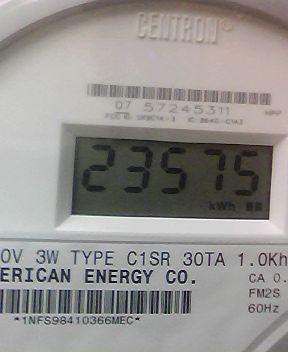 CENTRON®
07 57245311
23575
kWh
0V 3W TYPE C1SR 30TA 1.0Kh
ERICAN ENERGY CO.
CA 0.
FM2S
60Hz
*1NFS98410366MEC*